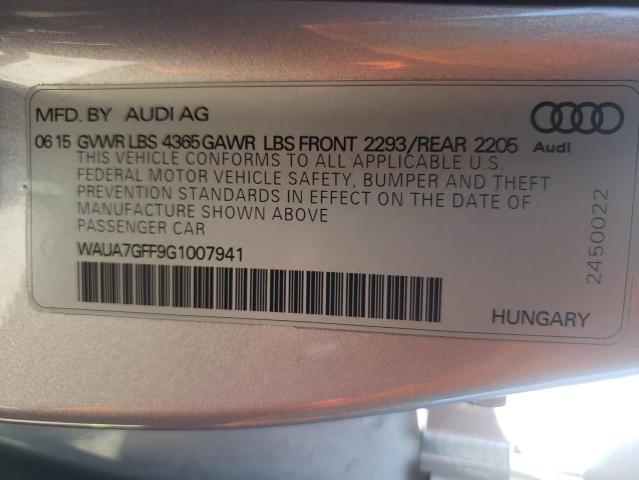 MFD. BY AUDI AG
06 15 GVWR LBS 4365 GAWR LBS FRONT 2293/REAR 2205
THIS VEHICLE CONFORMS TO ALL APPLICABLE U.S.
FEDERAL MOTOR VEHICLE SAFETY, BUMPER AND THEFT
PREVENTION STANDARDS IN EFFECT ON THE DATE OF
MANUFACTURE SHOWN ABOVE
PASSENGER CAR
WAUA7GFF9G1007941
Audi
2450022
HUNGARY